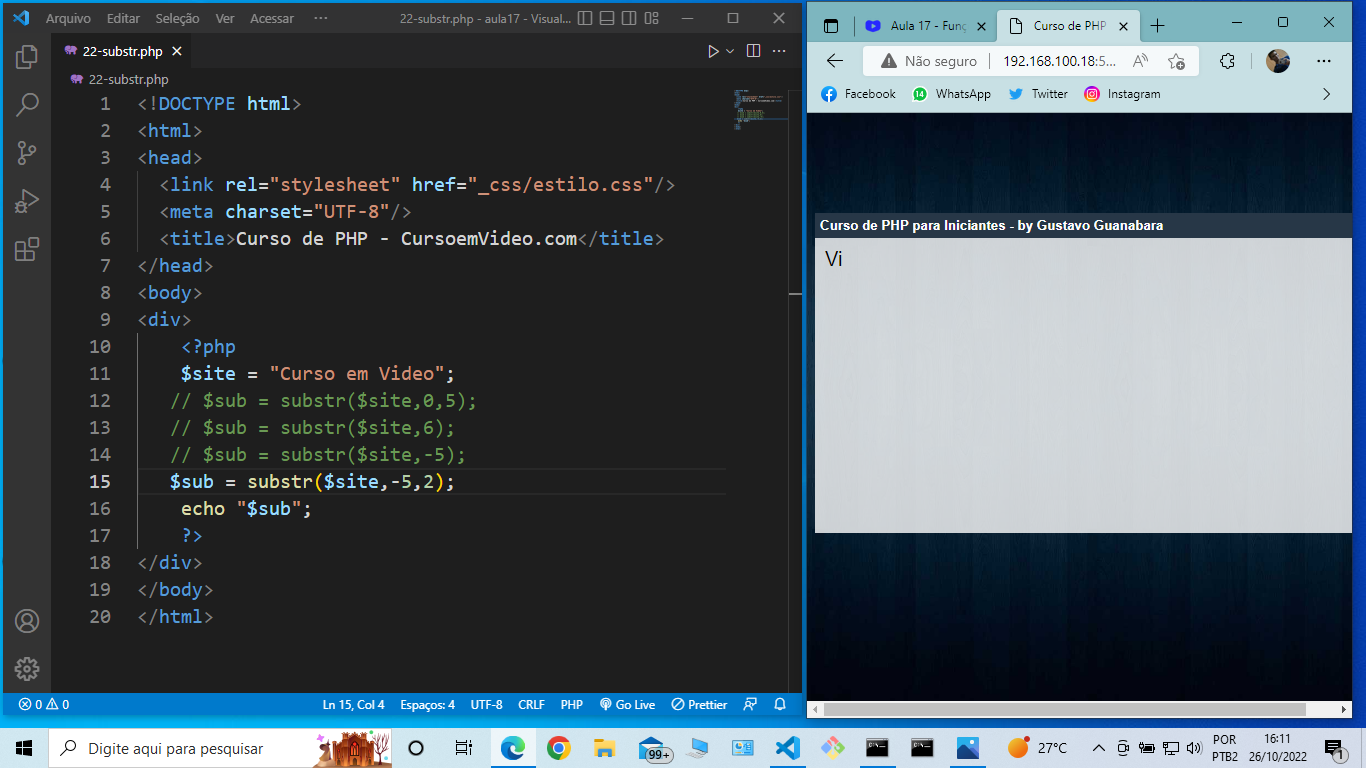 Arquivo Editar Seleção Ver Acessar ··· 22-substr.php - aula17 - Visual...
22-substr.php
22-substr.php
1 <!DOCTYPE html>
2 <html>
3 <head>
4 <link rel="stylesheet" href="_css/estilo.css"/>
5 <meta charset="UTF-8"/>
6 <title>Curso de PHP - CursoemVideo.com</title>
7 </head>
8 <body>
9 <div>
10 <?php
11 $site = "Curso em Video";
12 // $sub = substr($site,0,5);
13 // $sub = substr($site,6);
14 // $sub = substr($site,-5);
15 $sub = substr($site,-5,2);
16 echo "$sub";
17 ?>
18 </div>
19 </body>
20 </html>
0 0 Ln 15, Col 4 Espaços: 4 UTF-8 CRLF PHP Go Live Prettier
Aula 17 - Funç Curso de PHP
Não seguro 192.168.100.18:5...
Facebook 14 WhatsApp Twitter Instagram
Curso de PHP para Iniciantes - by Gustavo Guanabara
Vi
Digite aqui para pesquisar 99+ 27°C POR 16:11
PTB2 26/10/2022 1